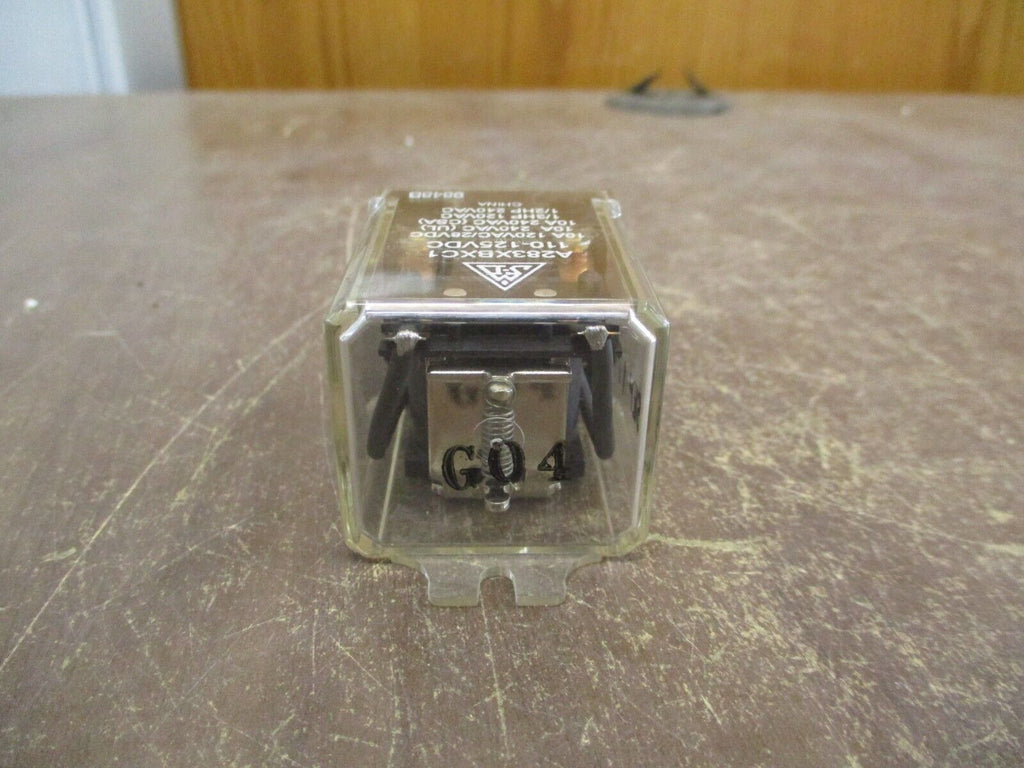 A283XBXC1
110-125VDC
10A 120VAC/28VDC
10A 240VAC (UL)
10A 240VAC (CSA)
1/3HP 120VAC
1/2HP 240VAC
CHINA
G04